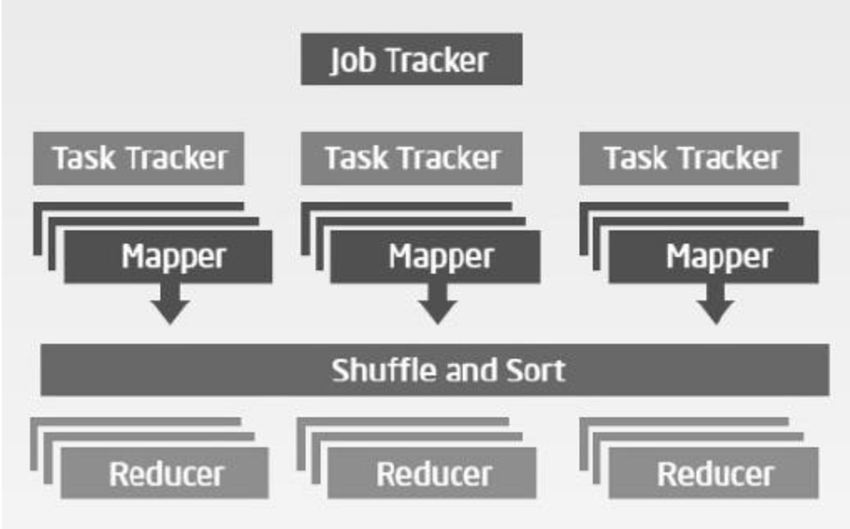 Job Tracker
Task Tracker
Task Tracker
Task Tracker
Mapper
Mapper
Mapper
Shuffle and Sort
Reducer
Reducer
Reducer